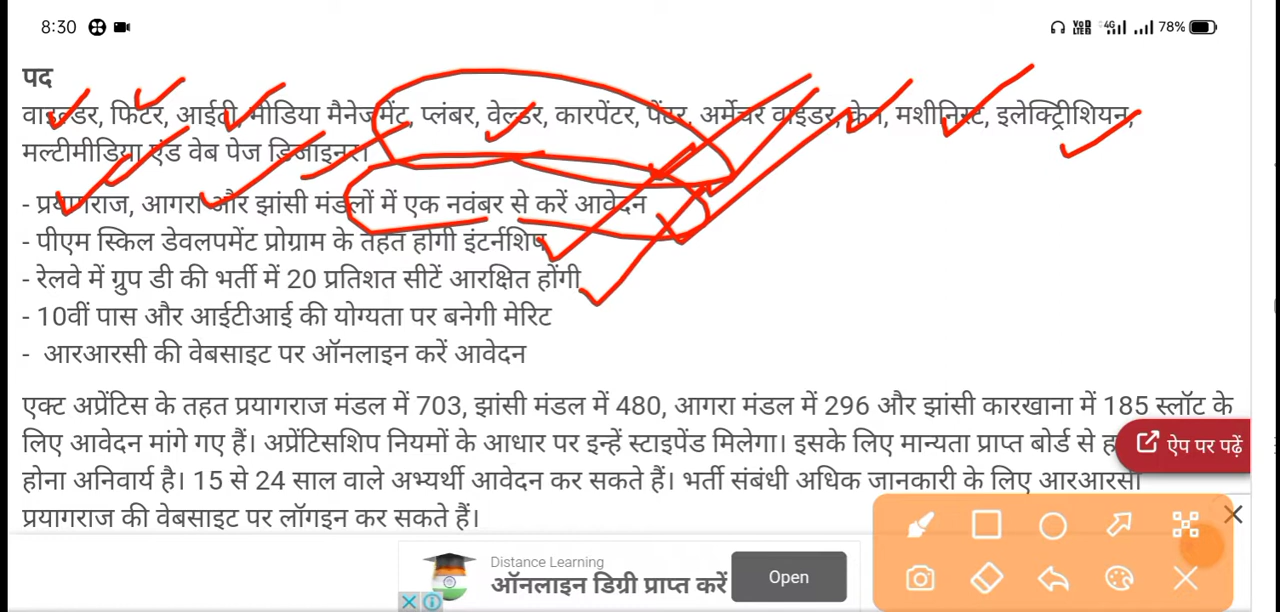 8:30 VoD LTE2 4G 78%
पद
वाइल्डर, फिटर, आईटी, मीडिया मैनेजमेंट, प्लंबर, वेल्डर, कारपेंटर, पेंटर, अर्मेचर वाइडर, क्रेन, मशीनिस्ट, इलेक्ट्रीशियन,
मल्टीमीडिया एंड वेब पेज डिजाइनर।
- प्रयागराज, आगरा और झांसी मंडलों में एक नवंबर से करें आवेदन
- पीएम स्किल डेवलपमेंट प्रोग्राम के तहत होगी इंटर्नशिप
- रेलवे में ग्रुप डी की भर्ती में 20 प्रतिशत सीटें आरक्षित होंगी
- 10वीं पास और आईटीआई की योग्यता पर बनेगी मेरिट
- आरआरसी की वेबसाइट पर ऑनलाइन करें आवेदन
एक्ट अप्रेंटिस के तहत प्रयागराज मंडल में 703, झांसी मंडल में 480, आगरा मंडल में 296 और झांसी कारखाना में 185 स्लॉट के
लिए आवेदन मांगे गए हैं। अप्रेंटिसशिप नियमों के आधार पर इन्हें स्टाइपेंड मिलेगा। इसके लिए मान्यता प्राप्त बोर्ड से
ऐप पर पढ़ें
होना अनिवार्य है। 15 से 24 साल वाले अभ्यर्थी आवेदन कर सकते हैं। भर्ती संबंधी अधिक जानकारी के लिए आरआरसी
प्रयागराज की वेबसाइट पर लॉगइन कर सकते हैं।
Distance Learning
ऑनलाइन डिग्री प्राप्त करें
Open